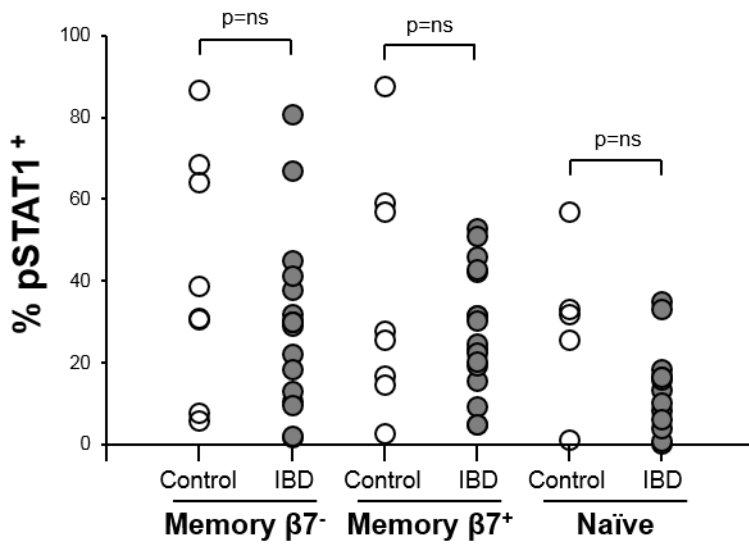 p=ns
p=ns
p=ns
100
80
60
40
20
0
% pSTAT1⁺
Control IBD Control IBD Control IBD
Memory β7⁻ Memory β7⁺ Naïve